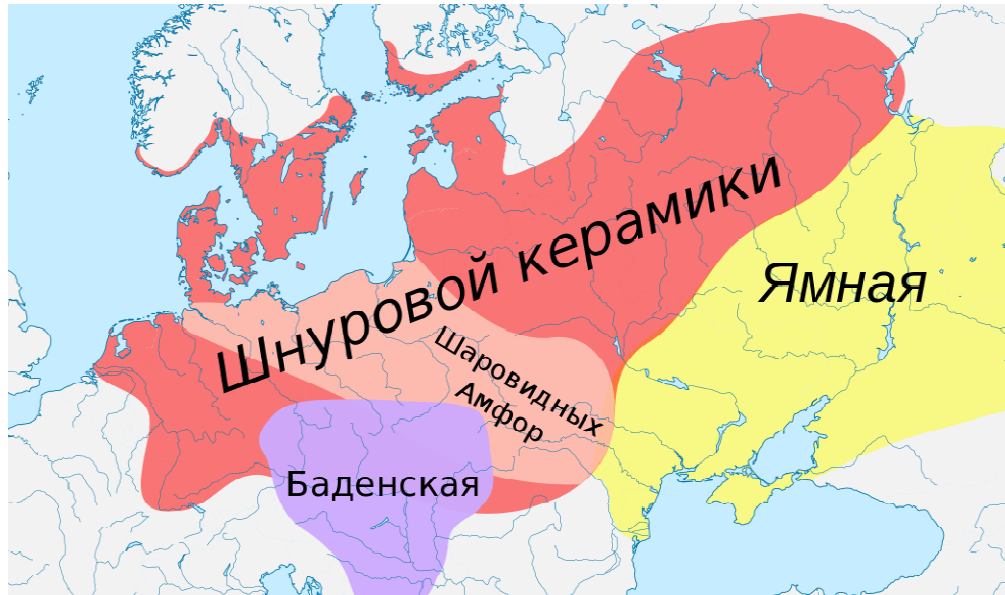 Шнуровой керамики
Ямная
Шаровидных
Амфор
Баденская